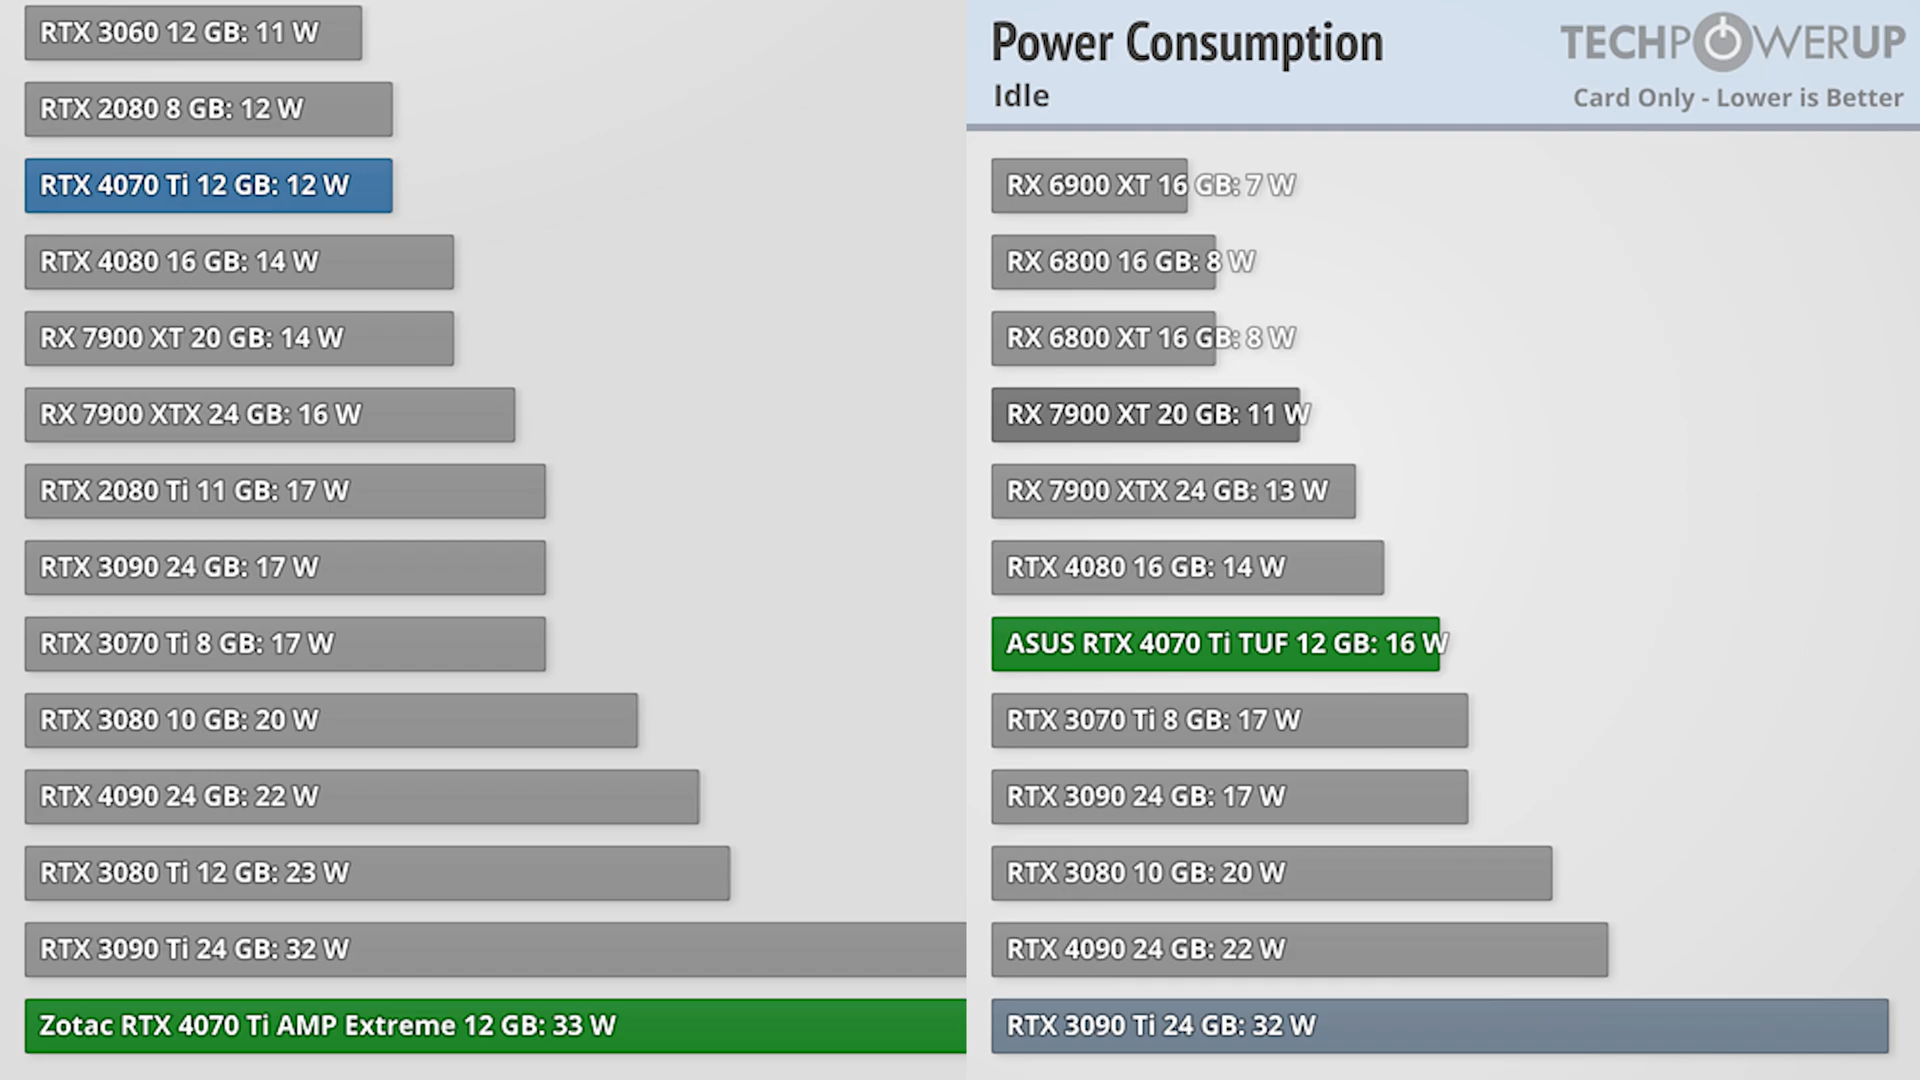 RTX 3060 12 GB: 11 W
RTX 2080 8 GB: 12 W
RTX 4070 Ti 12 GB: 12 W
RTX 4080 16 GB: 14 W
RX 7900 XT 20 GB: 14 W
RX 7900 XTX 24 GB: 16 W
RTX 2080 Ti 11 GB: 17 W
RTX 3090 24 GB: 17 W
RTX 3070 Ti 8 GB: 17 W
RTX 3080 10 GB: 20 W
RTX 4090 24 GB: 22 W
RTX 3080 Ti 12 GB: 23 W
RTX 3090 Ti 24 GB: 32 W
Zotac RTX 4070 Ti AMP Extreme 12 GB: 33 W
Power Consumption
TECHPOWERUP
Idle
Card Only - Lower is Better
RX 6900 XT 16 GB: 7 W
RX 6800 16 GB: 8 W
RX 6800 XT 16 GB: 8 W
RX 7900 XT 20 GB: 11 W
RX 7900 XTX 24 GB: 13 W
RTX 4080 16 GB: 14 W
ASUS RTX 4070 Ti TUF 12 GB: 16 W
RTX 3070 Ti 8 GB: 17 W
RTX 3090 24 GB: 17 W
RTX 3080 10 GB: 20 W
RTX 4090 24 GB: 22 W
RTX 3090 Ti 24 GB: 32 W